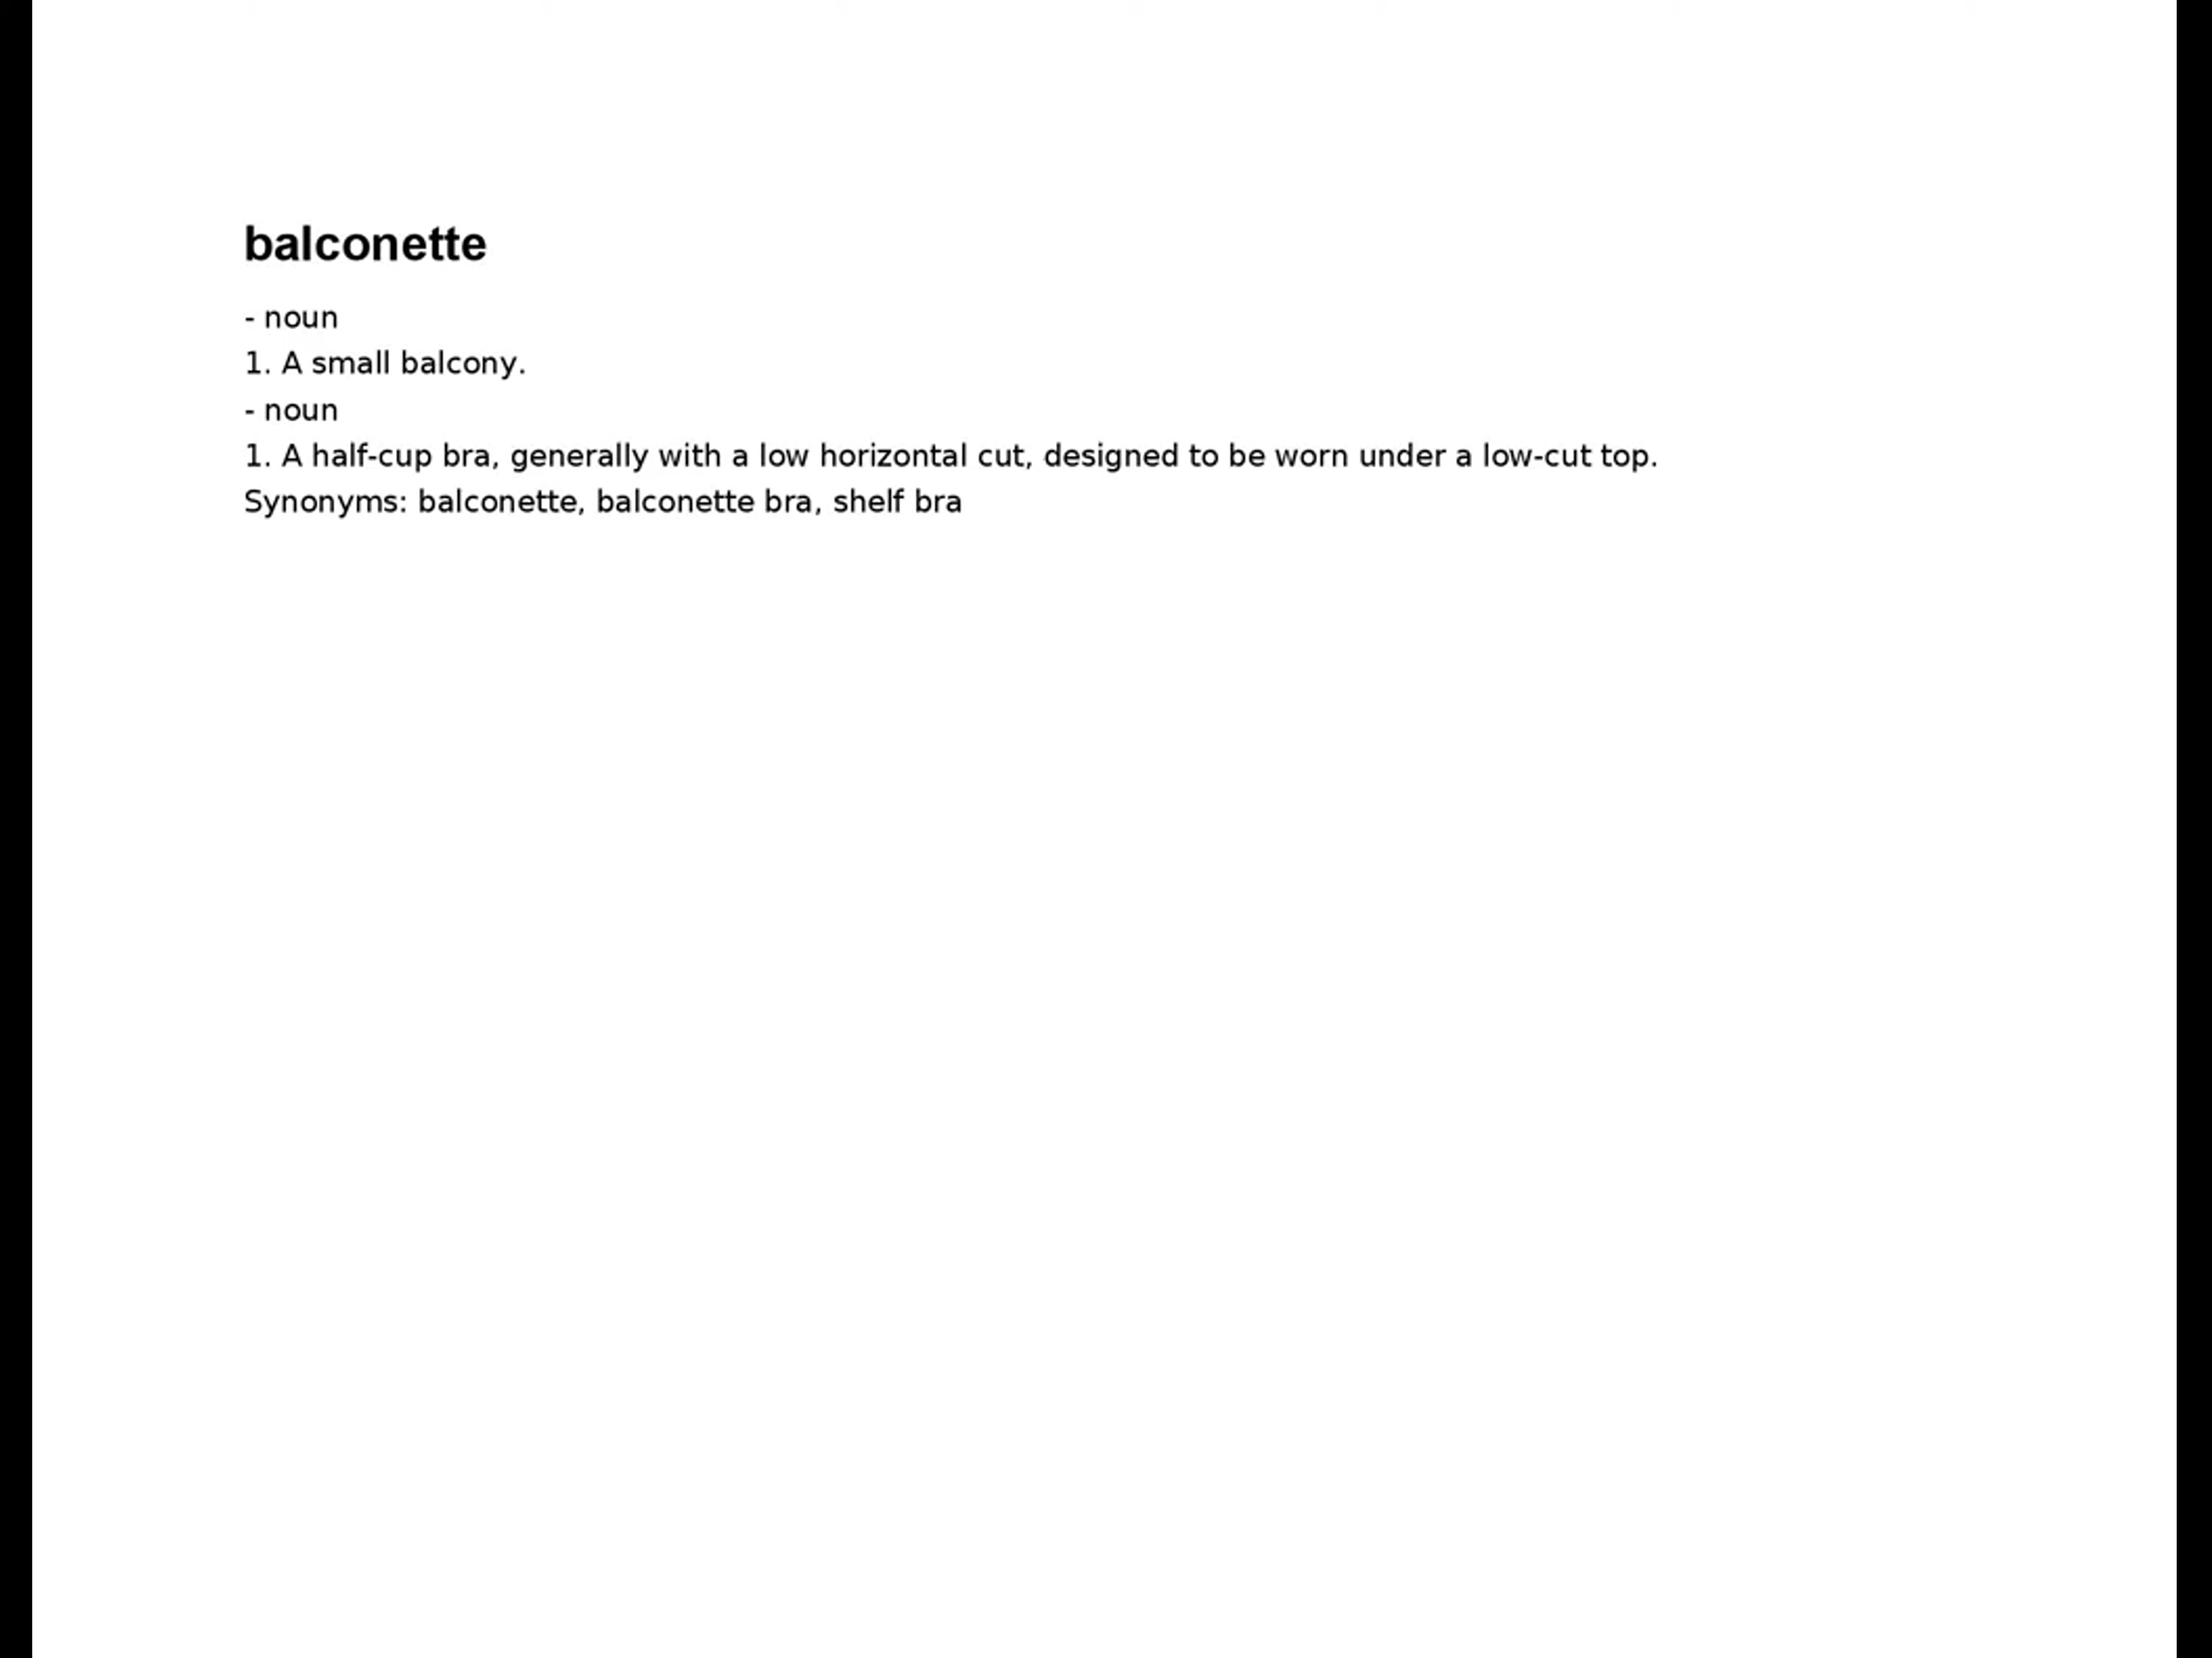 balconette
- noun
1. A small balcony.
- noun
1. A half-cup bra, generally with a low horizontal cut, designed to be worn under a low-cut top.
Synonyms: balconette, balconette bra, shelf bra